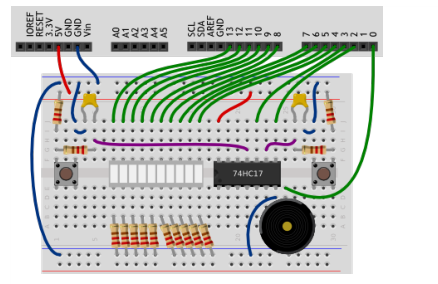 IOREF
RESET
3.3V
5V
GND
GND
Vin
A0
A1
A2
A3
A4
A5
SCL
SDA
AREF
GND
13
12
11
10
9
8
7
6
5
4
3
2
1
0
74HC17